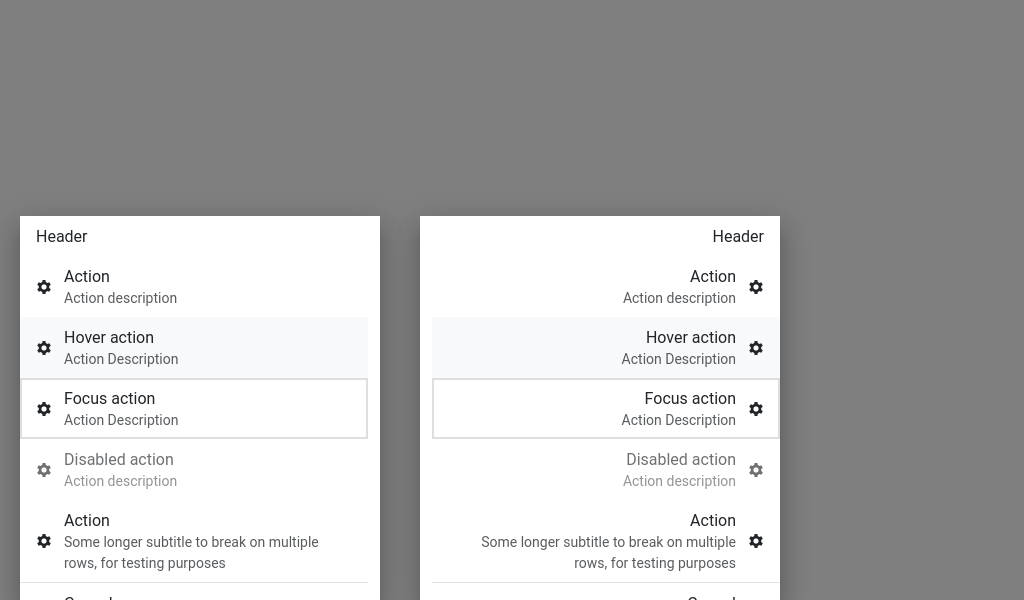 Header
Action
Action description
Hover action
Action Description
Focus action
Action Description
Disabled action
Action description
Action
Some longer subtitle to break on multiple
rows, for testing purposes
Header
Action
Action description
Hover action
Action Description
Focus action
Action Description
Disabled action
Action description
Action
Some longer subtitle to break on multiple
rows, for testing purposes